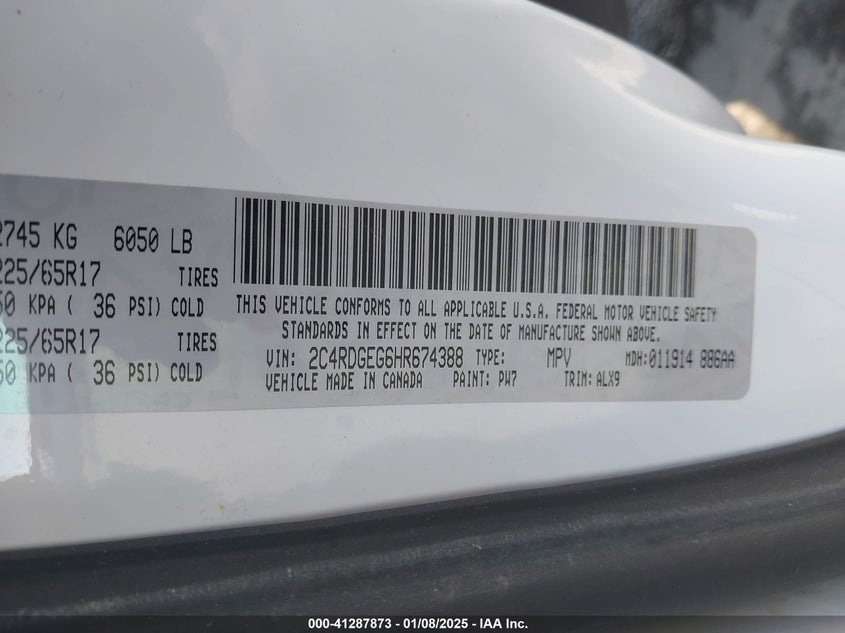 2745 KG 6050 LB
225/65R17 TIRES
50 KPA ( 36 PSI) COLD
225/65R17 TIRES
50 KPA ( 36 PSI) COLD
THIS VEHICLE CONFORMS TO ALL APPLICABLE U.S.A. FEDERAL MOTOR VEHICLE SAFETY
STANDARDS IN EFFECT ON THE DATE OF MANUFACTURE SHOWN ABOVE.
VIN: 2C4RDGEG6HR674388 TYPE: MPV MDH:011914 886AA
VEHICLE MADE IN CANADA PAINT: PW7 TRIM: ALX9
000-41287873 - 01/08/2025 - IAA Inc.